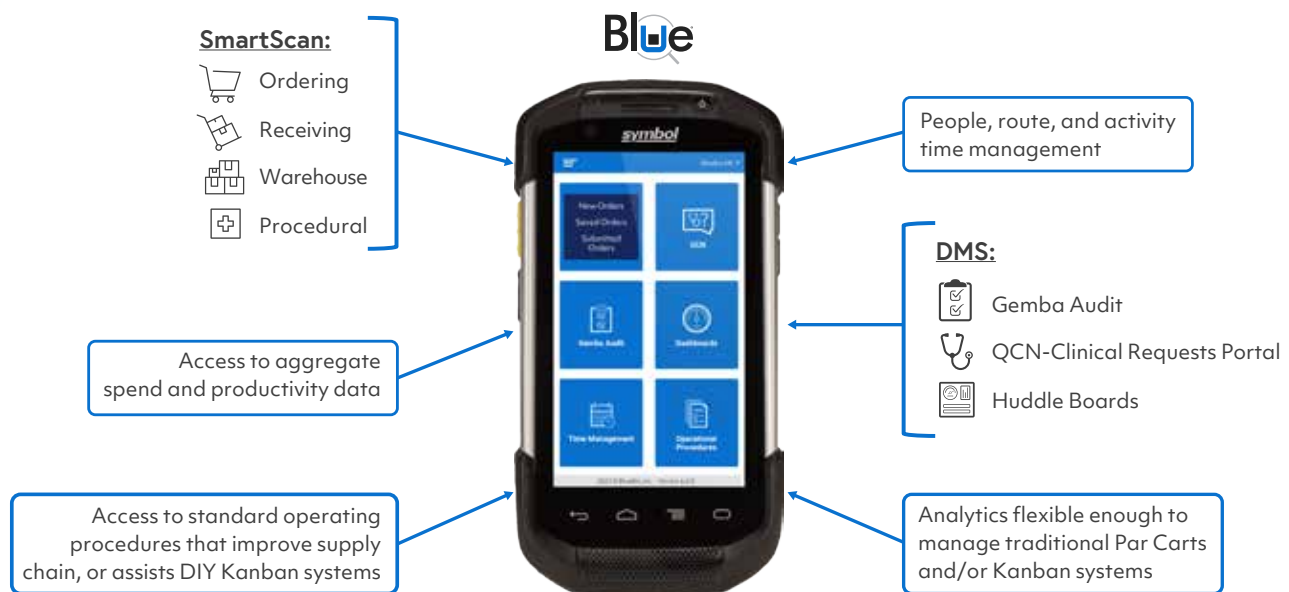 SmartScan:
Ordering
Receiving
Warehouse
Procedural
Blue
People, route, and activity
time management
symbol
New Orders
Saved Orders
Submitted
Orders
QCN
Gemba Audit
Dashboards
Time Management
Operational
Procedures
DMS:
Gemba Audit
QCN-Clinical Requests Portal
Huddle Boards
Access to aggregate
spend and productivity data
Access to standard operating
procedures that improve supply
chain, or assists DIY Kanban systems
Analytics flexible enough to
manage traditional Par Carts
and/or Kanban systems